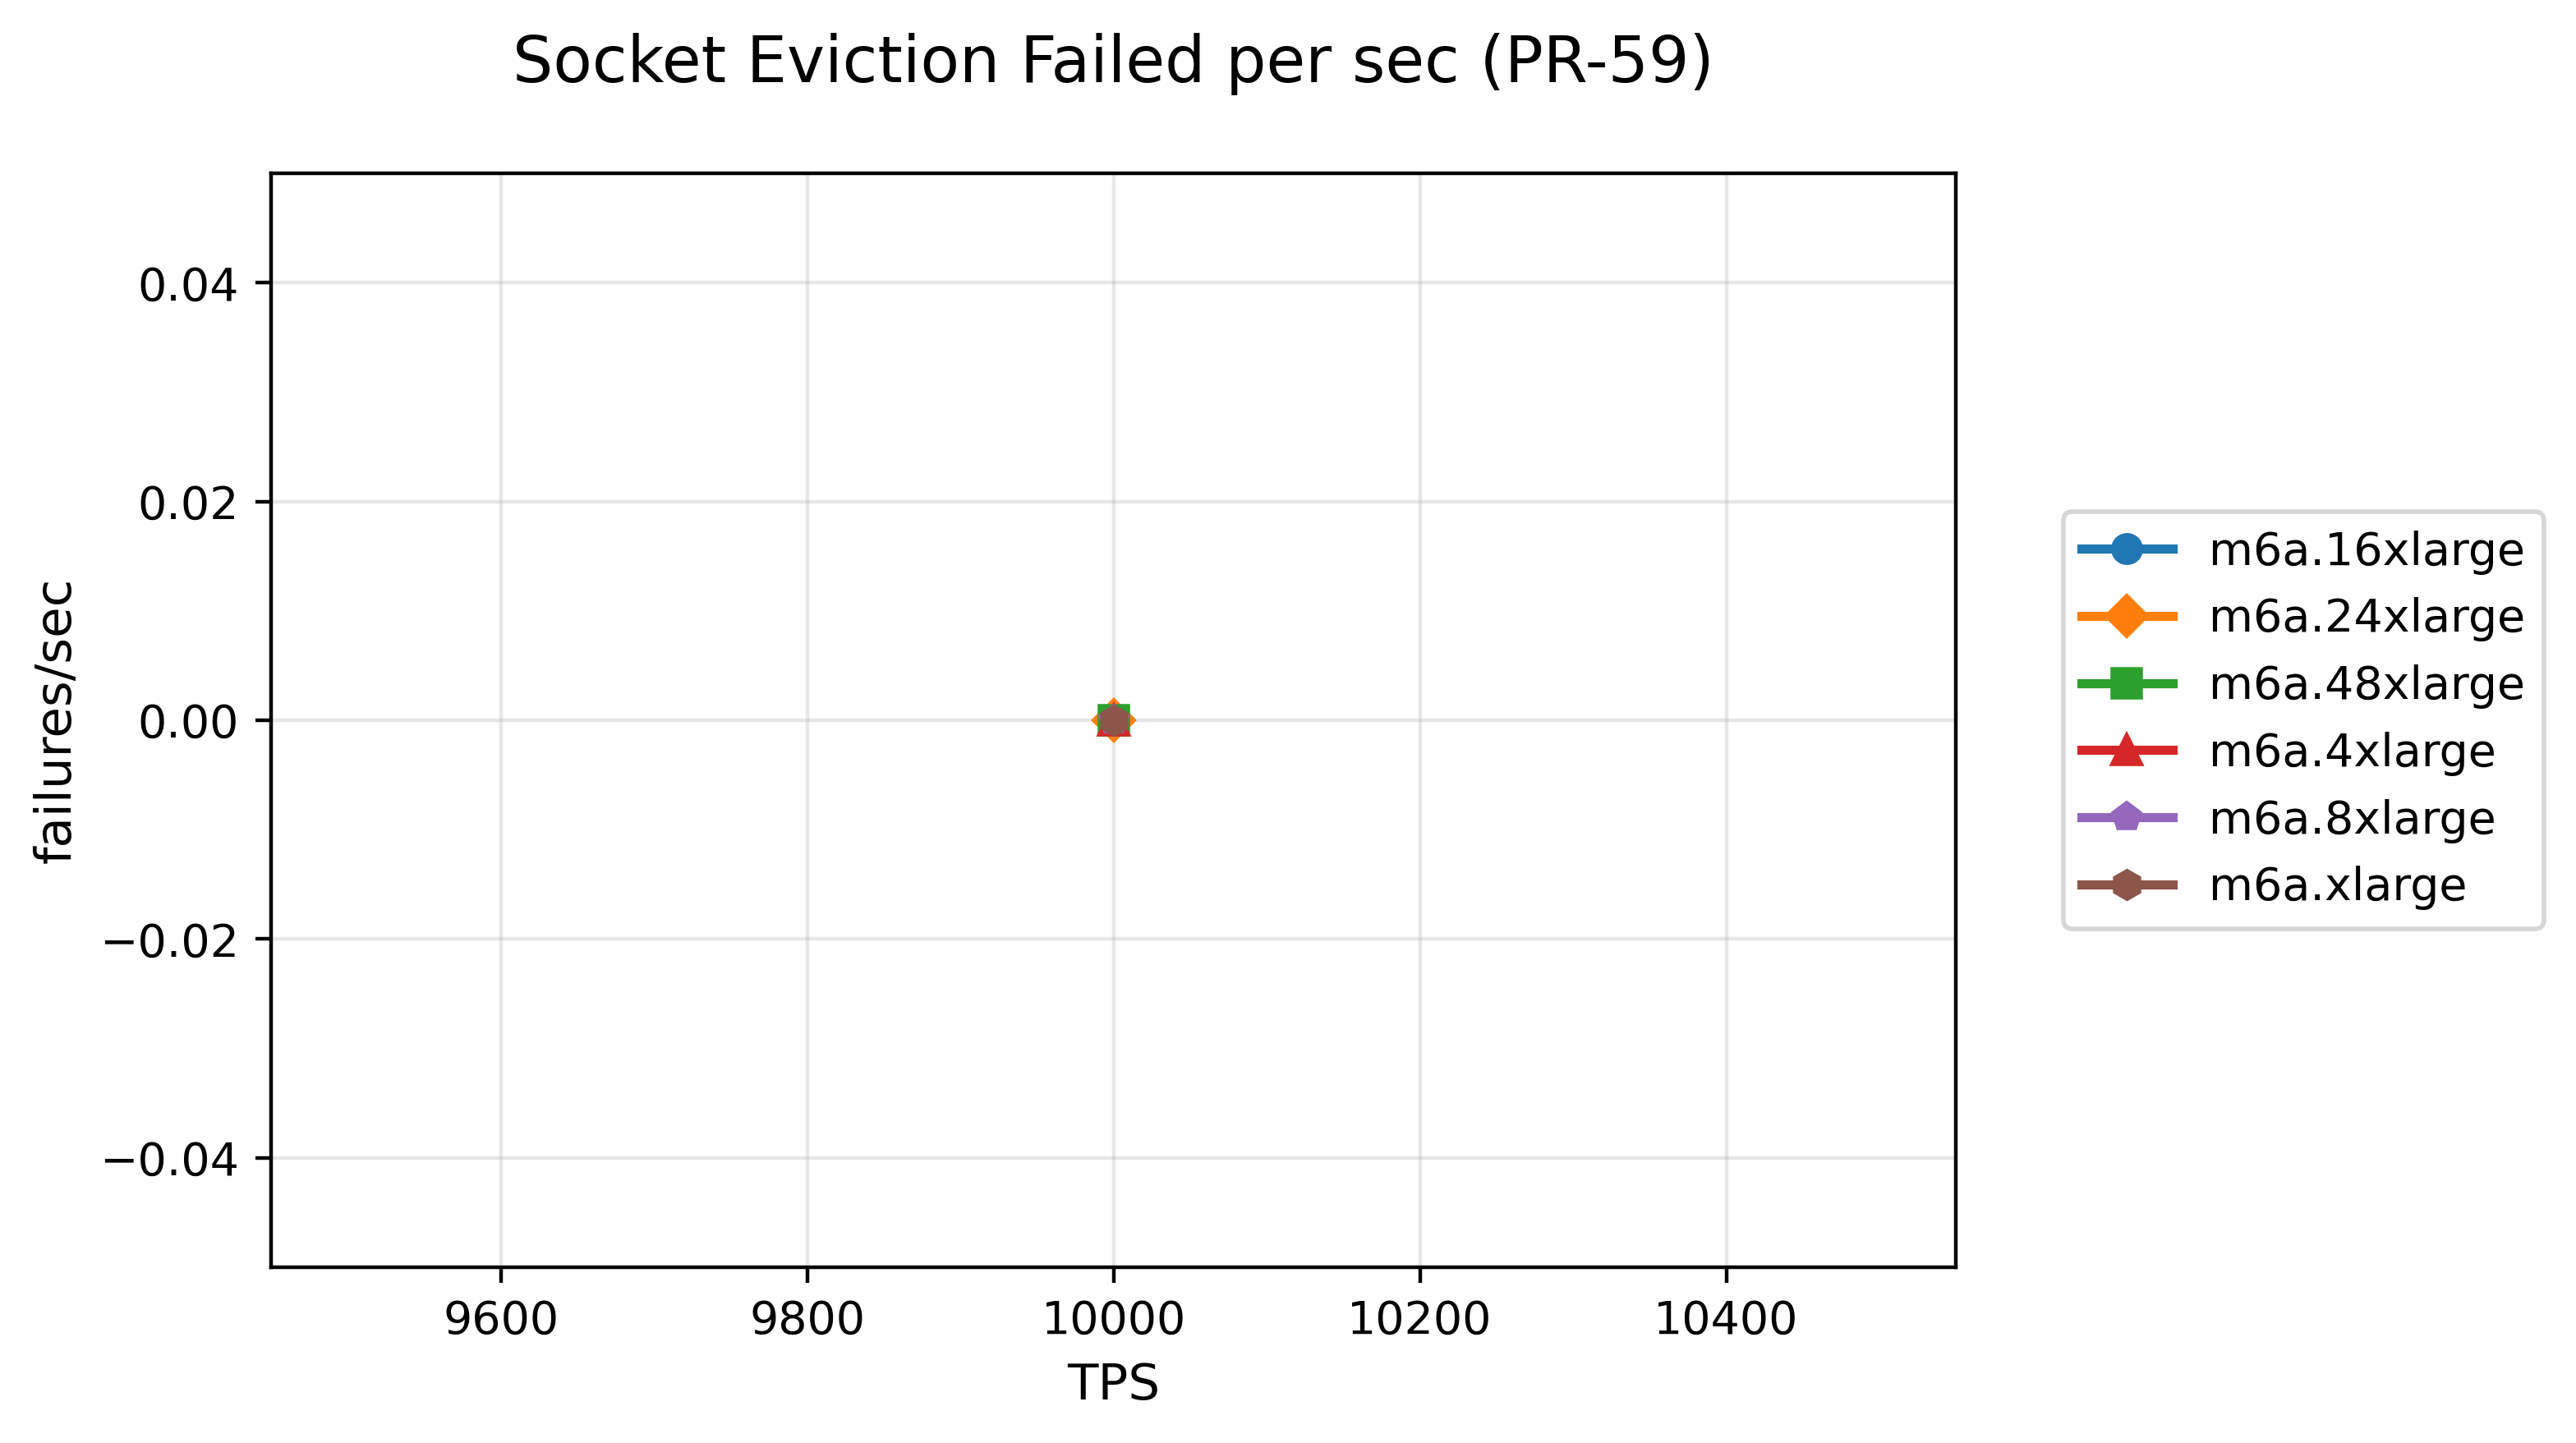 Socket Eviction Failed per sec (PR-59)
failures/sec
0.04
0.02
0.00
−0.02
−0.04
9600 9800 10000 10200 10400
TPS
m6a.16xlarge
m6a.24xlarge
m6a.48xlarge
m6a.4xlarge
m6a.8xlarge
m6a.xlarge